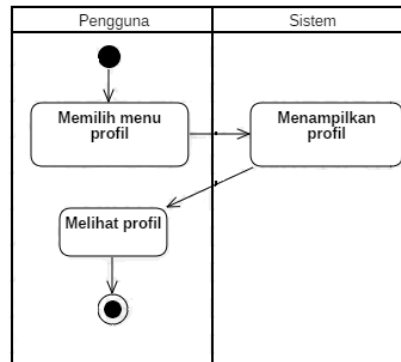 Pengguna
Sistem
Memilih menu
profil
Menampilkan
profil
Melihat profil